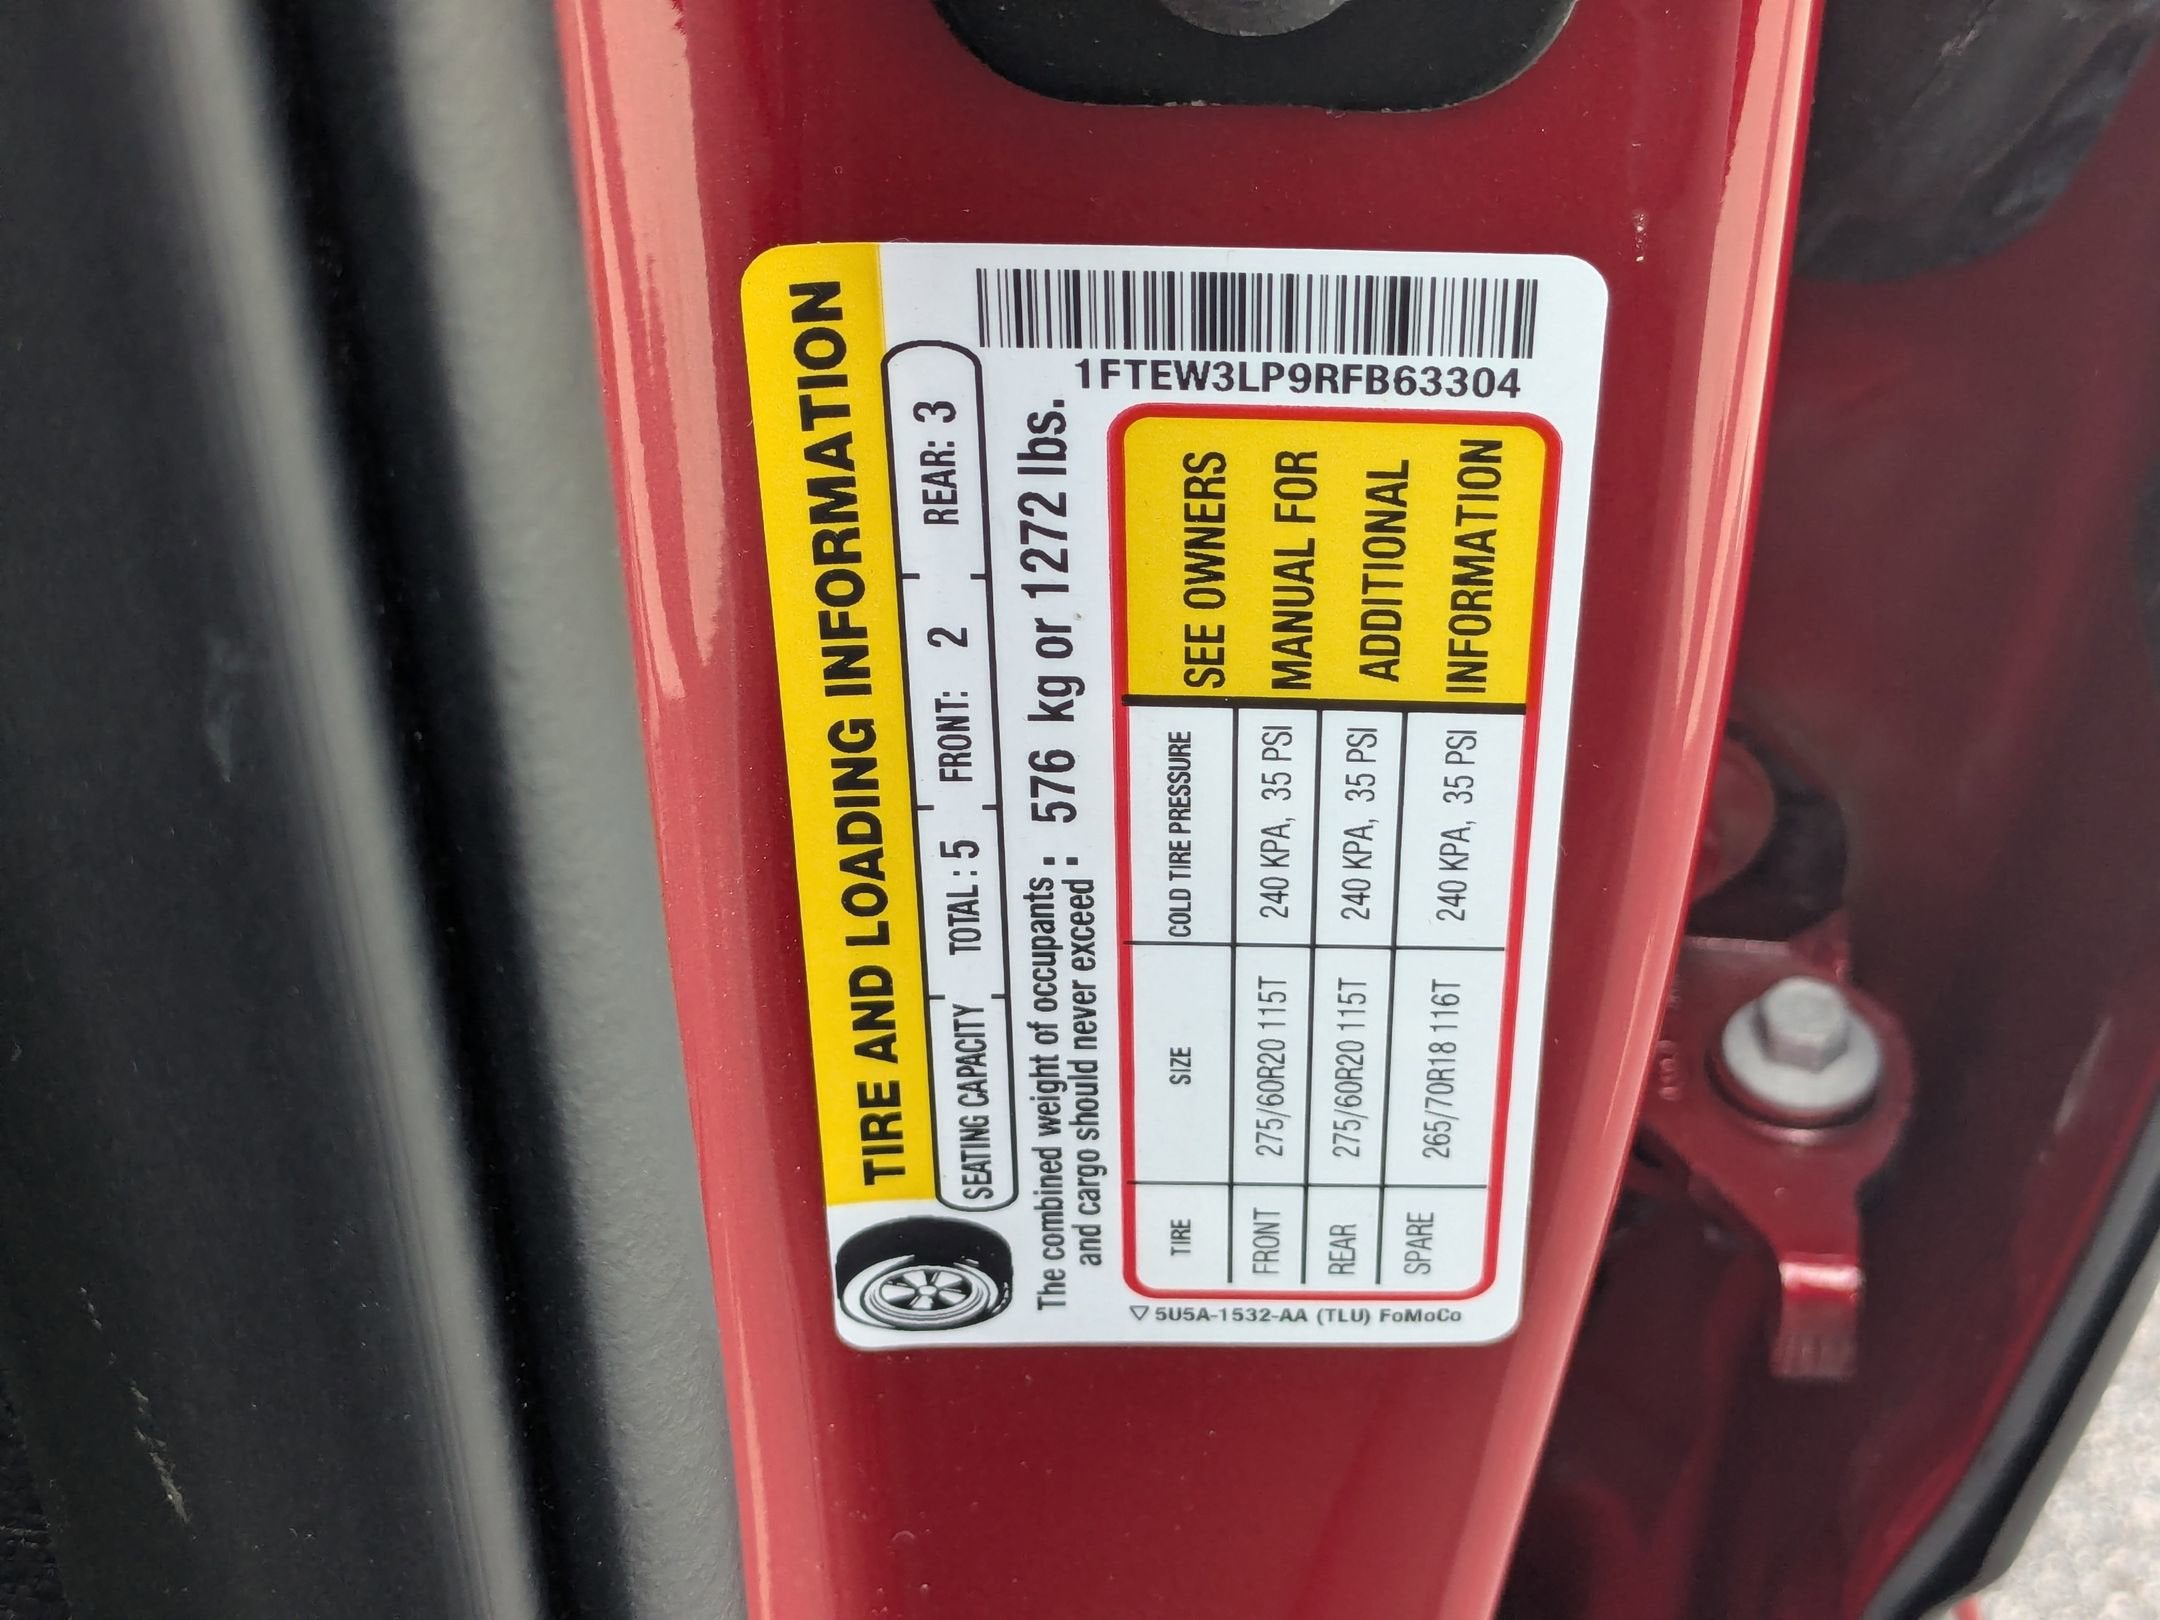 TIRE AND LOADING INFORMATION
SEATING CAPACITY TOTAL: 5 FRONT: 2 REAR: 3
The combined weight of occupants : 576 kg or 1272 lbs.
and cargo should never exceed :
1FTEW3LP9RFB63304
TIRE SIZE COLD TIRE PRESSURE
FRONT 275/60R20 115T 240 KPA, 35 PSI
REAR 275/60R20 115T 240 KPA, 35 PSI
SPARE 265/70R18 116T 240 KPA, 35 PSI
SEE OWNERS
MANUAL FOR
ADDITIONAL
INFORMATION
5U5A-1532-AA (TLU) FoMoCo